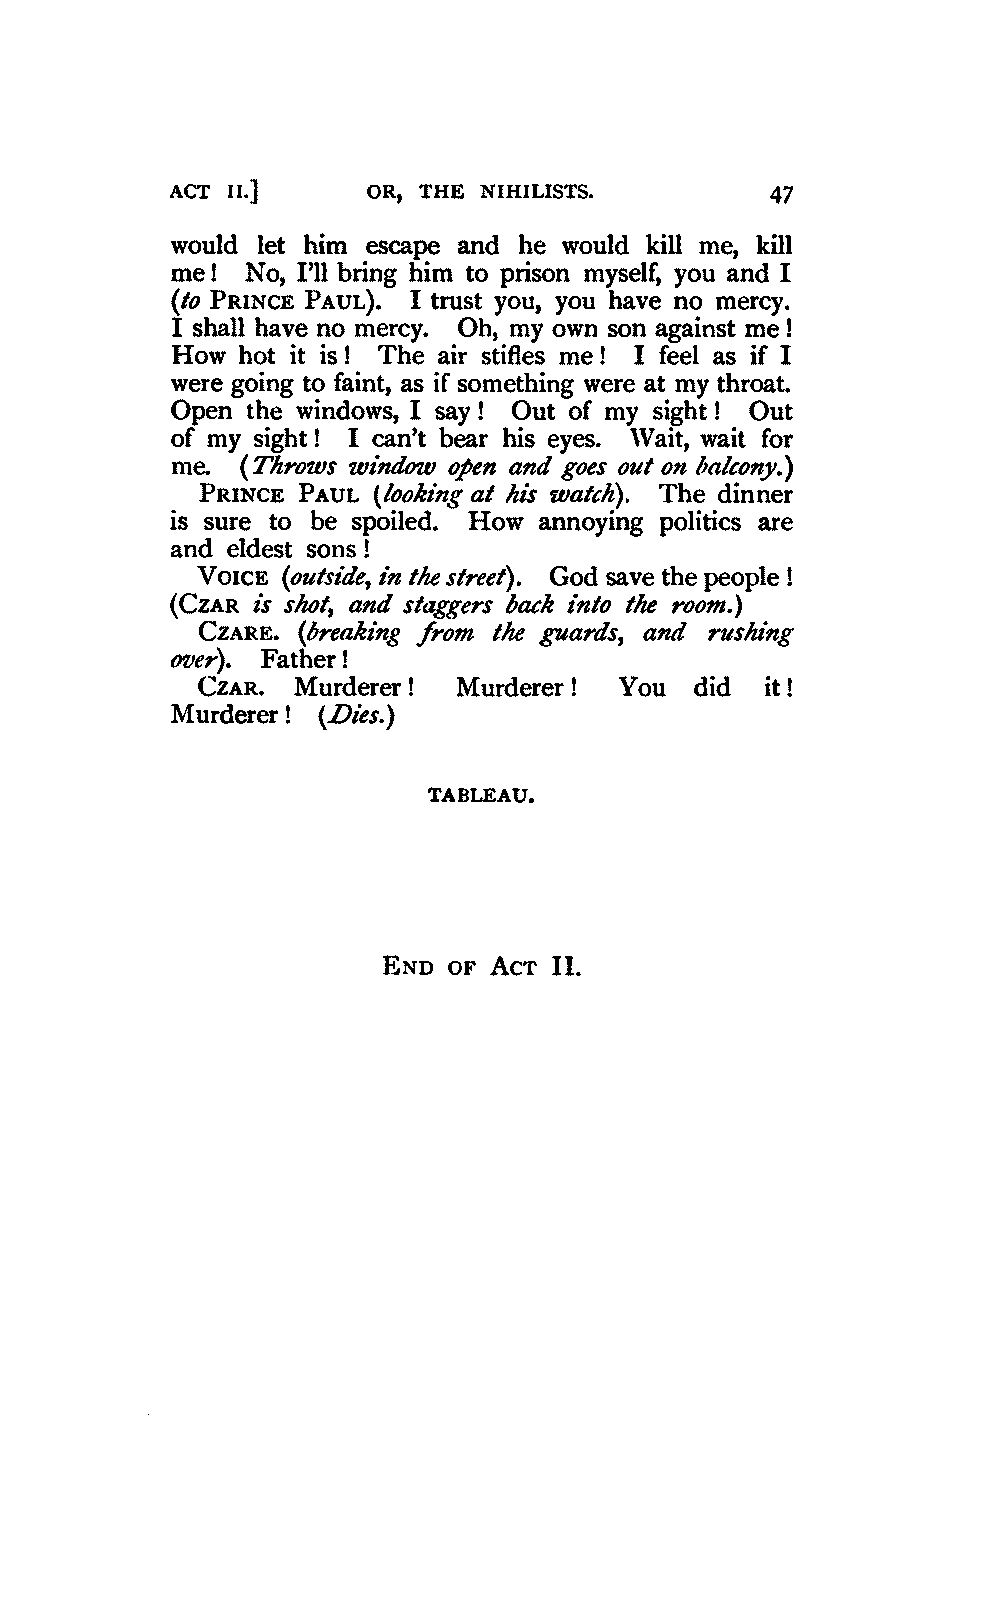 ACT II.] OR, THE NIHILISTS. 47
would let him escape and he would kill me, kill
me! No, I'll bring him to prison myself, you and I
(to PRINCE PAUL). I trust you, you have no mercy.
I shall have no mercy. Oh, my own son against me!
How hot it is! The air stifles me! I feel as if I
were going to faint, as if something were at my throat.
Open the windows, I say! Out of my sight! Out
of my sight! I can't bear his eyes. Wait, wait for
me. (Throws window open and goes out on balcony.)
PRINCE PAUL (looking at his watch). The dinner
is sure to be spoiled. How annoying politics are
and eldest sons!
VOICE (outside, in the street). God save the people!
(CZAR is shot, and staggers back into the room.)
CZARE. (breaking from the guards, and rushing
over). Father!
CZAR. Murderer! Murderer! You did it!
Murderer! (Dies.)
TABLEAU.
END OF ACT II.